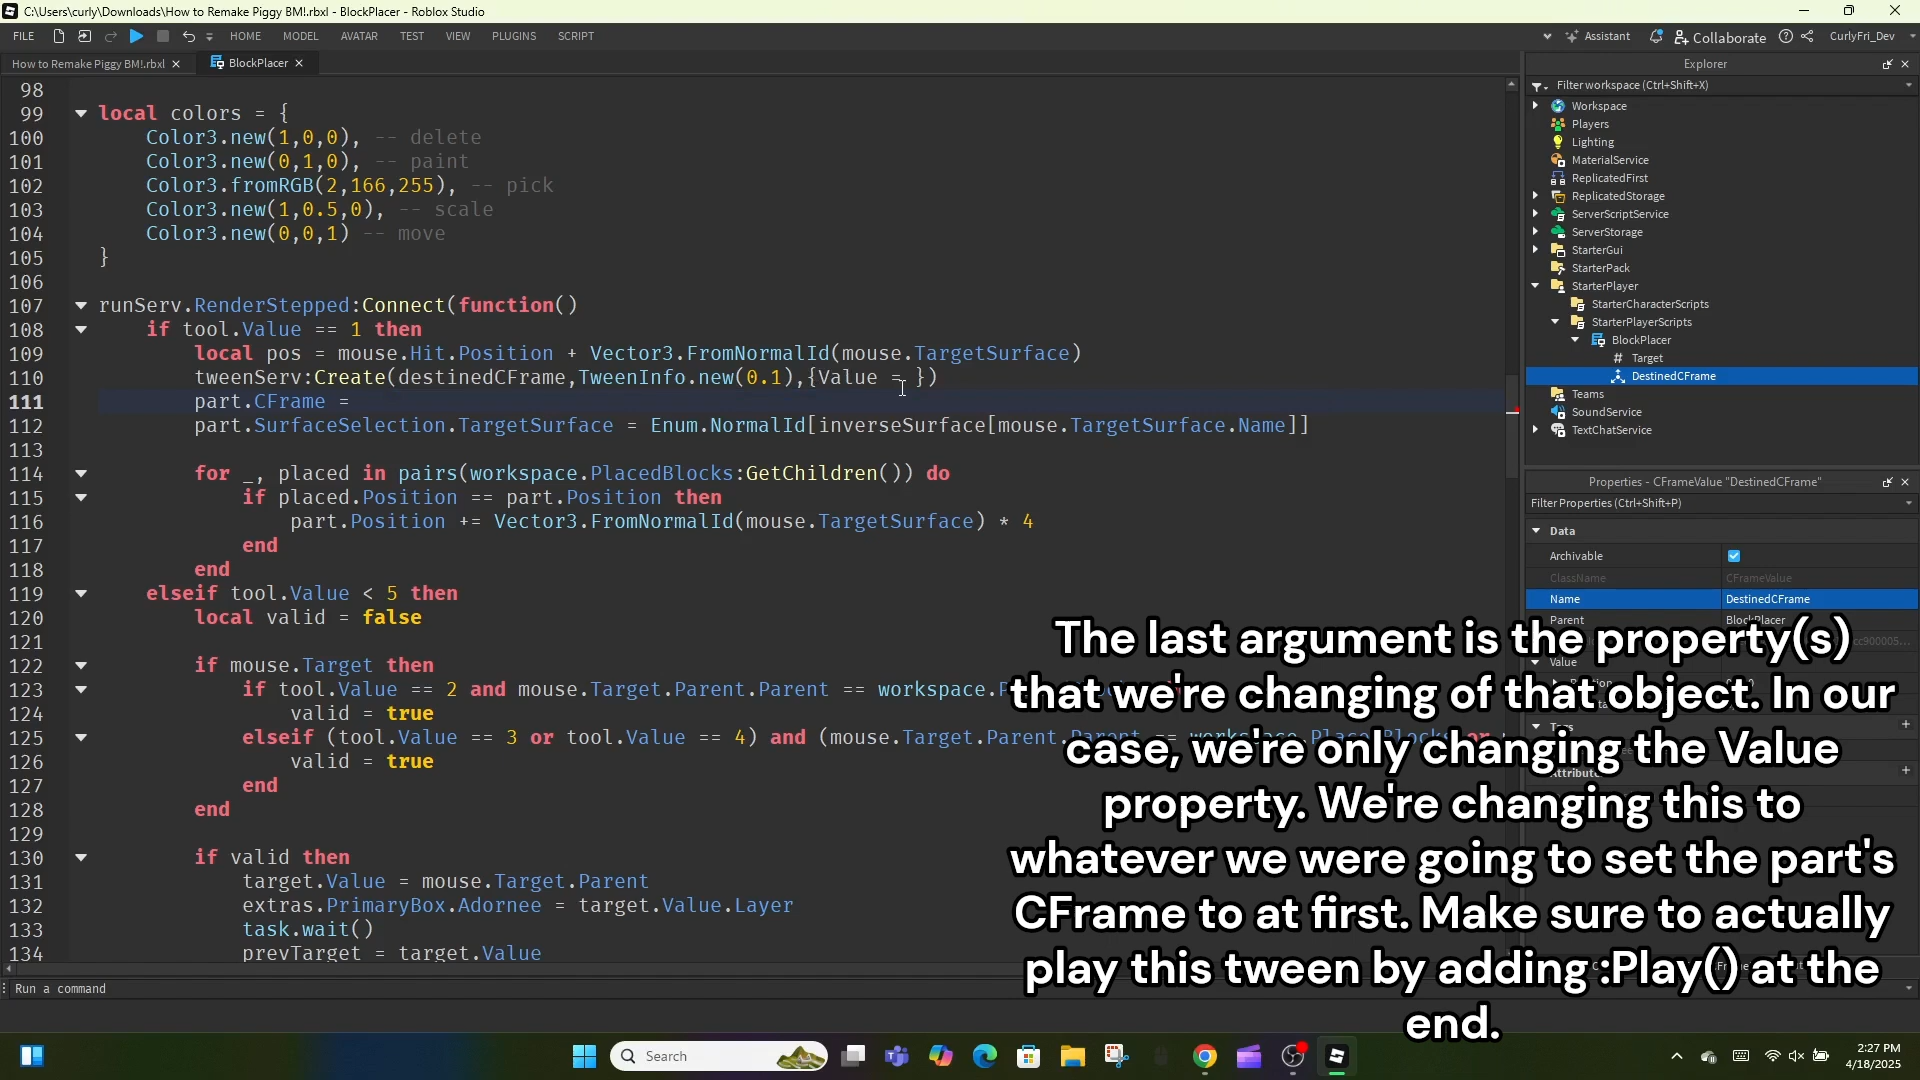 C:\Users\curly\Downloads\How to Remake Piggy BM!.rbxl - BlockPlacer - Roblox Studio
FILE HOME MODEL AVATAR TEST VIEW PLUGINS SCRIPT Assistant Collaborate CurlyFri_Dev
How to Remake Piggy BM!.rbxl × BlockPlacer ×
98
99 local colors = {
100 Color3.new(1,0,0), -- delete
101 Color3.new(0,1,0), -- paint
102 Color3.fromRGB(2,166,255), -- pick
103 Color3.new(1,0.5,0), -- scale
104 Color3.new(0,0,1) -- move
105 }
106
107 runServ.RenderStepped:Connect(function()
108 if tool.Value == 1 then
109 local pos = mouse.Hit.Position + Vector3.FromNormalId(mouse.TargetSurface)
110 tweenServ:Create(destinedCFrame,TweenInfo.new(0.1),{Value = })
111 part.CFrame =
112 part.SurfaceSelection.TargetSurface = Enum.NormalId[inverseSurface[mouse.TargetSurface.Name]]
113
114 for _, placed in pairs(workspace.PlacedBlocks:GetChildren()) do
115 if placed.Position == part.Position then
116 part.Position += Vector3.FromNormalId(mouse.TargetSurface) * 4
117 end
118 end
119 elseif tool.Value < 5 then
120 local valid = false
121
122 if mouse.Target then
123 if tool.Value == 2 and mouse.Target.Parent.Parent == workspace.P
124 valid = true
125 elseif (tool.Value == 3 or tool.Value == 4) and (mouse.Target.Parent.Parent == workspace.PlacedBlocks or
126 valid = true
127 end
128 end
129
130 if valid then
131 target.Value = mouse.Target.Parent
132 extras.PrimaryBox.Adornee = target.Value.Layer
133 task.wait()
134 prevTarget = target.Value
Explorer
Filter workspace (Ctrl+Shift+X)
Workspace
Players
Lighting
MaterialService
ReplicatedFirst
ReplicatedStorage
ServerScriptService
ServerStorage
StarterGui
StarterPack
StarterPlayer
StarterCharacterScripts
StarterPlayerScripts
BlockPlacer
# Target
DestinedCFrame
Teams
SoundService
TextChatService
Properties - CFrameValue "DestinedCFrame"
Filter Properties (Ctrl+Shift+P)
Data
Archivable
ClassName CFrameValue
Name DestinedCFrame
Parent BlockPlacer
Value
Tags
The last argument is the property(s)
that we're changing of that object. In our
case, we're only changing the Value
property. We're changing this to
whatever we were going to set the part's
CFrame to at first. Make sure to actually
play this tween by adding :Play() at the
end.
Run a command
Search
2:27 PM
4/18/2025